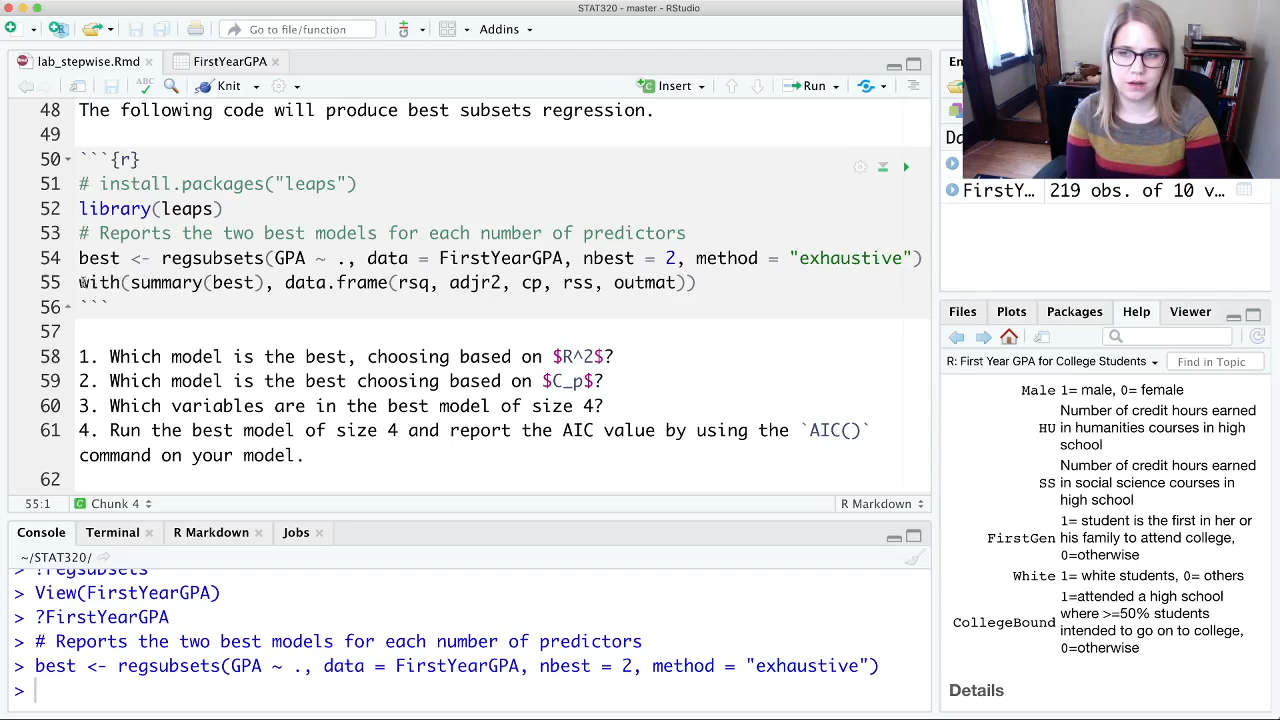 STAT320 - master - RStudio
Go to file/function
Addins
lab_stepwise.Rmd
FirstYearGPA
ABC
Knit
Insert
Run
48 The following code will produce best subsets regression.
49
50 ```{r}
51 # install.packages("leaps")
52 library(leaps)
53 # Reports the two best models for each number of predictors
54 best <- regsubsets(GPA ~ ., data = FirstYearGPA, nbest = 2, method = "exhaustive")
55 with(summary(best), data.frame(rsq, adjr2, cp, rss, outmat))
56 ```
57
58 1. Which model is the best, choosing based on $R^2$?
59 2. Which model is the best choosing based on $C_p$?
60 3. Which variables are in the best model of size 4?
61 4. Run the best model of size 4 and report the AIC value by using the `AIC()`
command on your model.
62
55:1
Chunk 4
R Markdown
Console
Terminal
R Markdown
Jobs
~/STAT320/
> ?regsubsets
> View(FirstYearGPA)
> ?FirstYearGPA
> # Reports the two best models for each number of predictors
> best <- regsubsets(GPA ~ ., data = FirstYearGPA, nbest = 2, method = "exhaustive")
>
En
Da
FirstY… 219 obs. of 10 v…
Files
Plots
Packages
Help
Viewer
R: First Year GPA for College Students
Find in Topic
Male 1= male, 0= female
Number of credit hours earned
HU in humanities courses in high
school
Number of credit hours earned
SS in social science courses in
high school
1= student is the first in her or
FirstGen his family to attend college,
0=otherwise
White 1= white students, 0= others
1=attended a high school
where >=50% students
CollegeBound intended to go on to college,
0=otherwise
Details